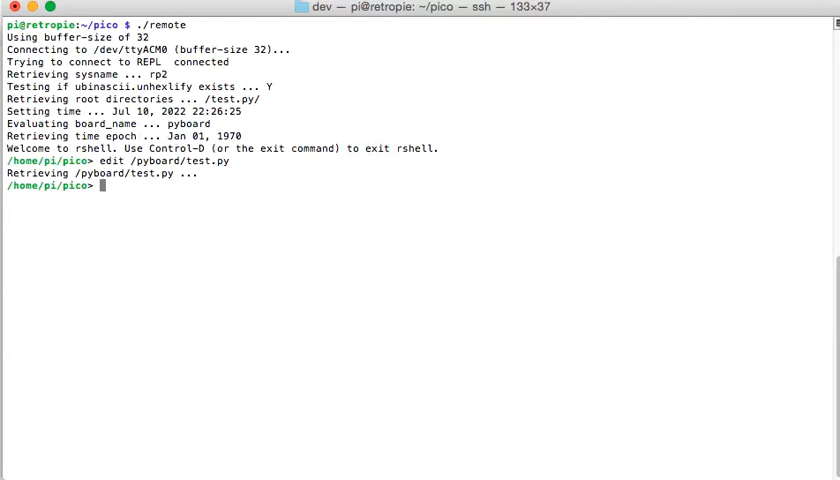 dev — pi@retropie: ~/pico — ssh — 133×37
pi@retropie:~/pico $ ./remote
Using buffer-size of 32
Connecting to /dev/ttyACM0 (buffer-size 32)...
Trying to connect to REPL  connected
Retrieving sysname ... rp2
Testing if ubinascii.unhexlify exists ... Y
Retrieving root directories ... /test.py/
Setting time ... Jul 10, 2022 22:26:25
Evaluating board_name ... pyboard
Retrieving time epoch ... Jan 01, 1970
Welcome to rshell. Use Control-D (or the exit command) to exit rshell.
/home/pi/pico> edit /pyboard/test.py
Retrieving /pyboard/test.py ...
/home/pi/pico>